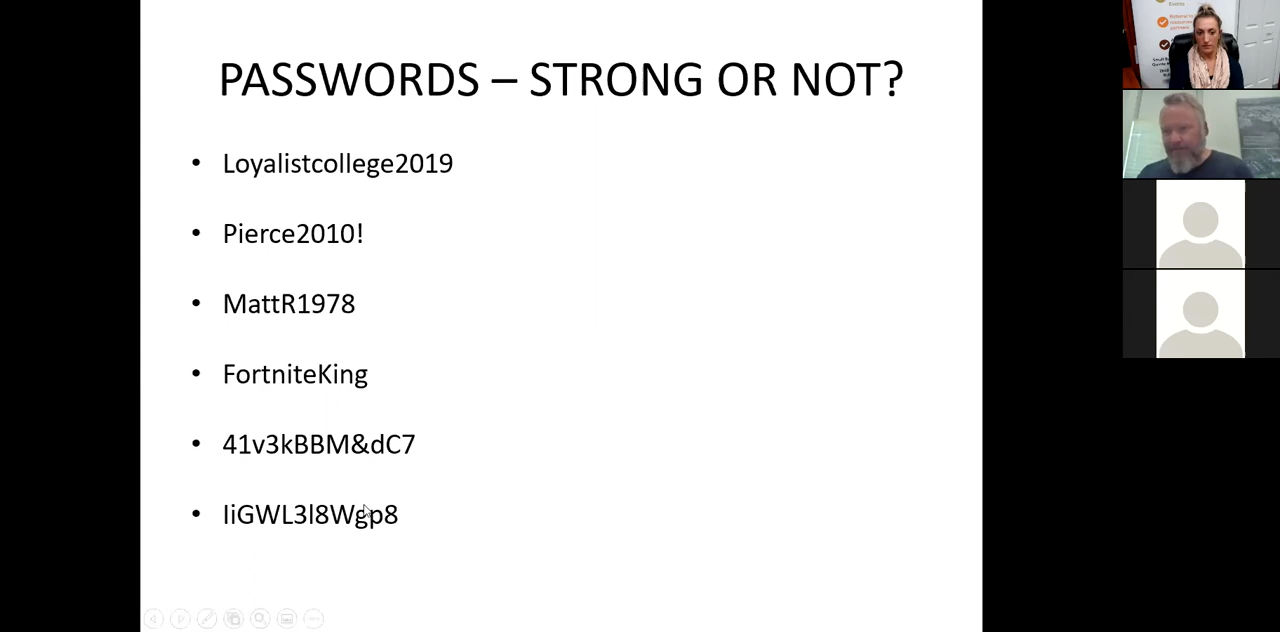 PASSWORDS – STRONG OR NOT?
• Loyalistcollege2019
• Pierce2010!
• MattR1978
• FortniteKing
• 41v3kBBM&dC7
• IiGWL3l8Wgp8